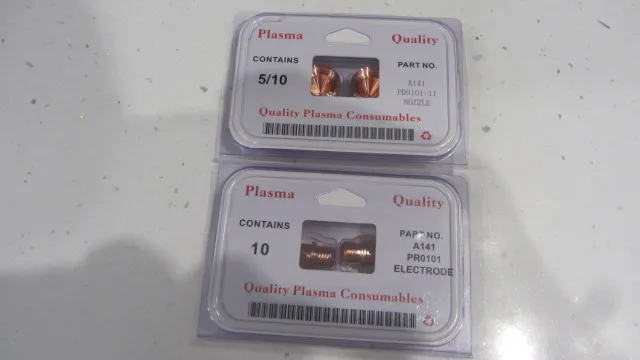 Plasma Quality
CONTAINS PART NO.
5/10 A141
PD0101-11
NOZZLE
Quality Plasma Consumables
Plasma Quality
CONTAINS PART NO.
10 A141
PR0101
ELECTRODE
Quality Plasma Consumables